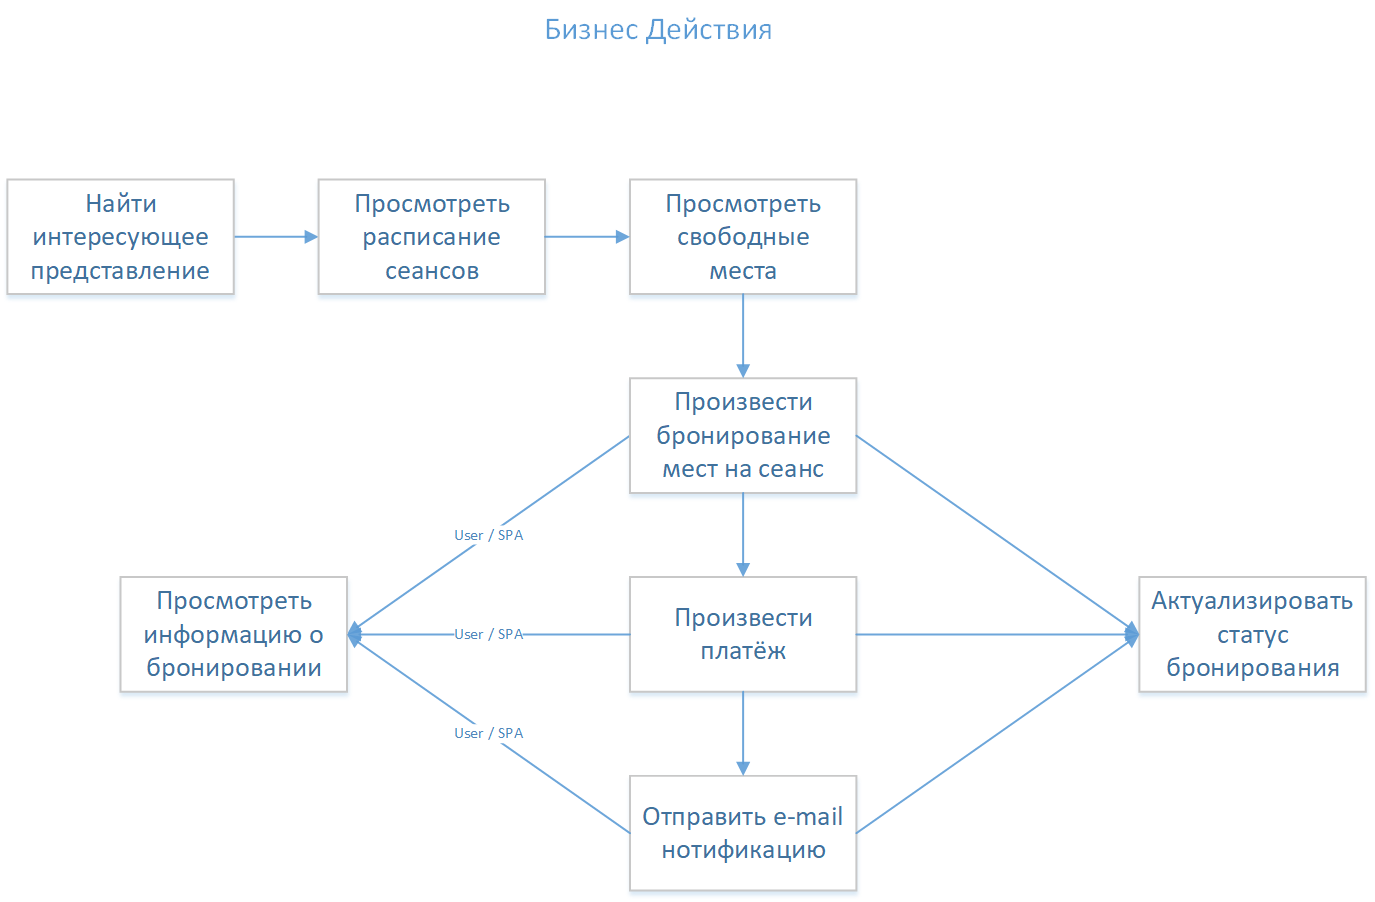 Бизнес Действия
Найти
интересующее
представление
Просмотреть
расписание
сеансов
Просмотреть
свободные
места
Произвести
бронирование
мест на сеанс
User / SPA
Просмотреть
информацию о
бронировании
User / SPA
Произвести
платёж
Актуализировать
статус
бронирования
User / SPA
Отправить e-mail
нотификацию